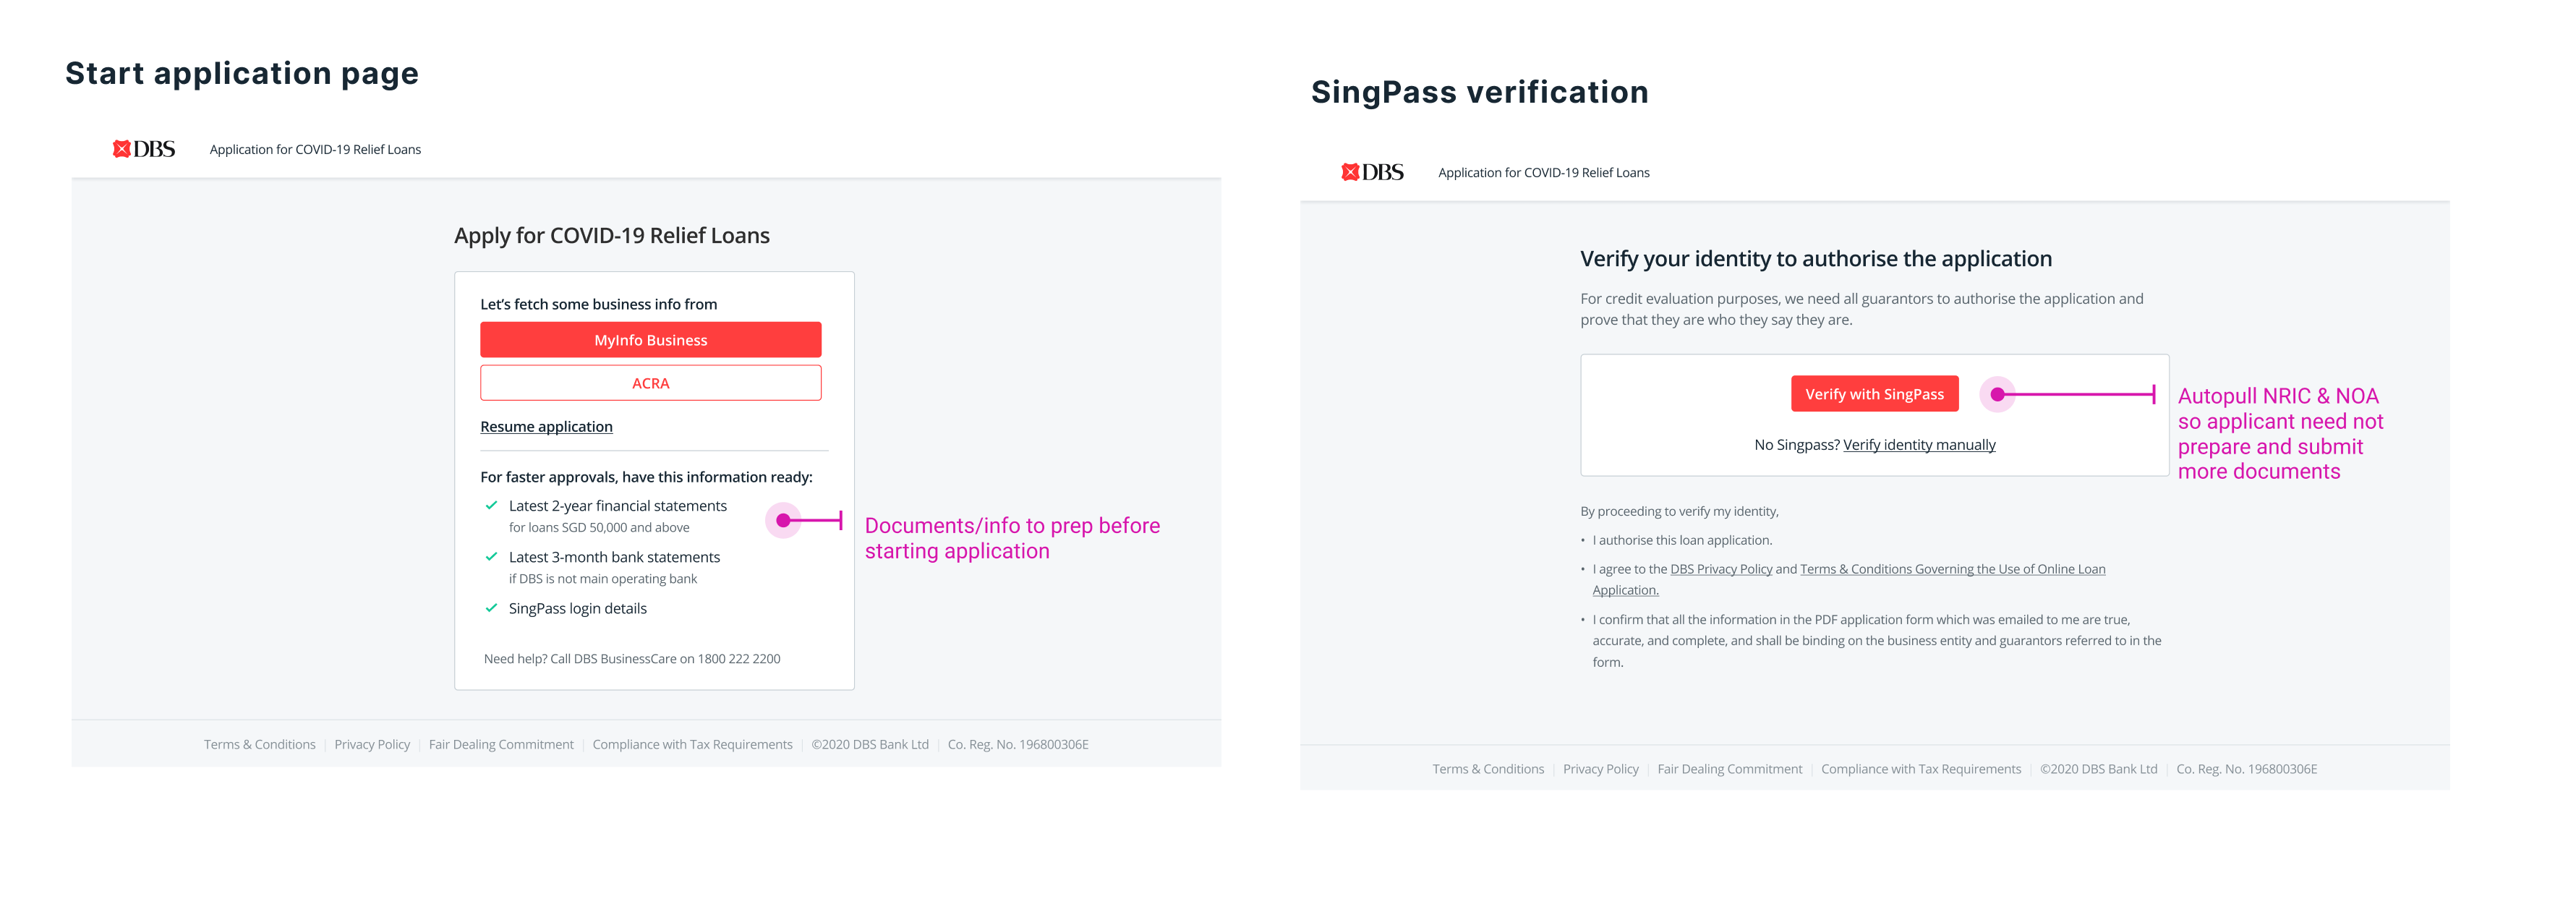 Start application page
DBS
Application for COVID-19 Relief Loans
Apply for COVID-19 Relief Loans
Let’s fetch some business info from
MyInfo Business
ACRA
Resume application
For faster approvals, have this information ready:
Latest 2-year financial statements
for loans SGD 50,000 and above
Latest 3-month bank statements
if DBS is not main operating bank
SingPass login details
Need help? Call DBS BusinessCare on 1800 222 2200
Documents/info to prep before
starting application
Terms & Conditions | Privacy Policy | Fair Dealing Commitment | Compliance with Tax Requirements | ©2020 DBS Bank Ltd | Co. Reg. No. 196800306E
SingPass verification
DBS
Application for COVID-19 Relief Loans
Verify your identity to authorise the application
For credit evaluation purposes, we need all guarantors to authorise the application and
prove that they are who they say they are.
Verify with SingPass
No Singpass? Verify identity manually
Autopull NRIC & NOA
so applicant need not
prepare and submit
more documents
By proceeding to verify my identity,
• I authorise this loan application.
• I agree to the DBS Privacy Policy and Terms & Conditions Governing the Use of Online Loan
Application.
• I confirm that all the information in the PDF application form which was emailed to me are true,
accurate, and complete, and shall be binding on the business entity and guarantors referred to in the
form.
Terms & Conditions | Privacy Policy | Fair Dealing Commitment | Compliance with Tax Requirements | ©2020 DBS Bank Ltd | Co. Reg. No. 196800306E